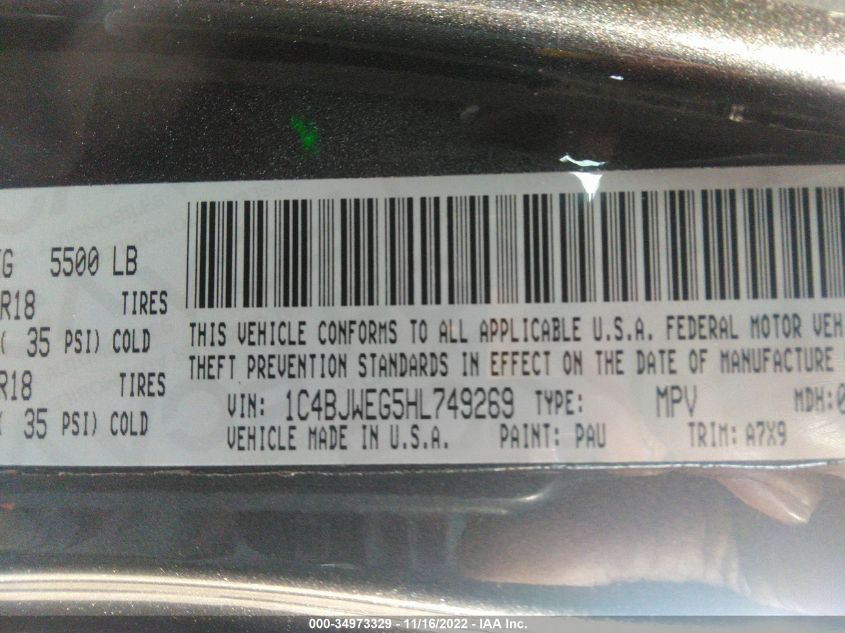 G 5500 LB
R18 TIRES
( 35 PSI) COLD
R18 TIRES
( 35 PSI) COLD
THIS VEHICLE CONFORMS TO ALL APPLICABLE U.S.A. FEDERAL MOTOR VEH
THEFT PREVENTION STANDARDS IN EFFECT ON THE DATE OF MANUFACTURE
VIN: 1C4BJWEG5HL749269 TYPE: MPV MDH:0
VEHICLE MADE IN U.S.A. PAINT: PAU TRIM: A7X9
000-34973329 - 11/16/2022 - IAA Inc.